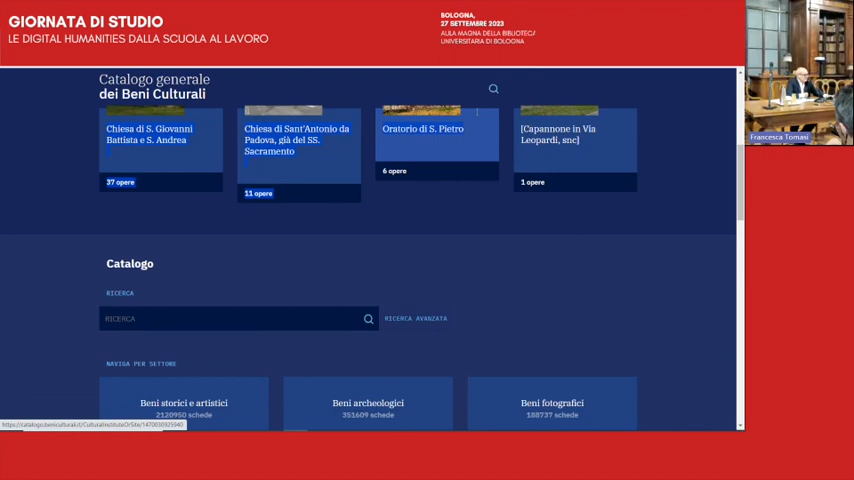 GIORNATA DI STUDIO
LE DIGITAL HUMANITIES DALLA SCUOLA AL LAVORO
BOLOGNA,
27 SETTEMBRE 2023
AULA MAGNA DELLA BIBLIOTECA
UNIVERSITARIA DI BOLOGNA
Francesca Tomasi
Catalogo generale
dei Beni Culturali
Chiesa di S. Giovanni
Battista e S. Andrea
37 opere
Chiesa di Sant'Antonio da
Padova, già del SS.
Sacramento
11 opere
Oratorio di S. Pietro
6 opere
[Capannone in Via
Leopardi, snc]
1 opere
Catalogo
RICERCA
RICERCA
RICERCA AVANZATA
NAVIGA PER SETTORE
Beni storici e artistici
2120950 schede
Beni archeologici
351609 schede
Beni fotografici
188737 schede